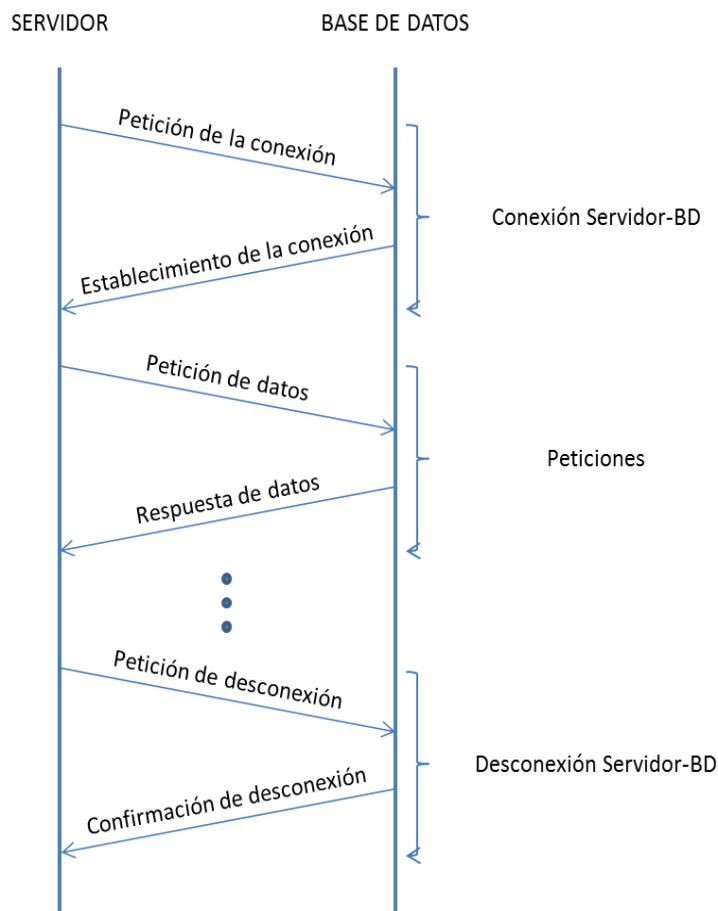 SERVIDOR
BASE DE DATOS
Petición de la conexión
Establecimiento de la conexión
Conexión Servidor-BD
Petición de datos
Respuesta de datos
Peticiones
Petición de desconexión
Confirmación de desconexión
Desconexión Servidor-BD